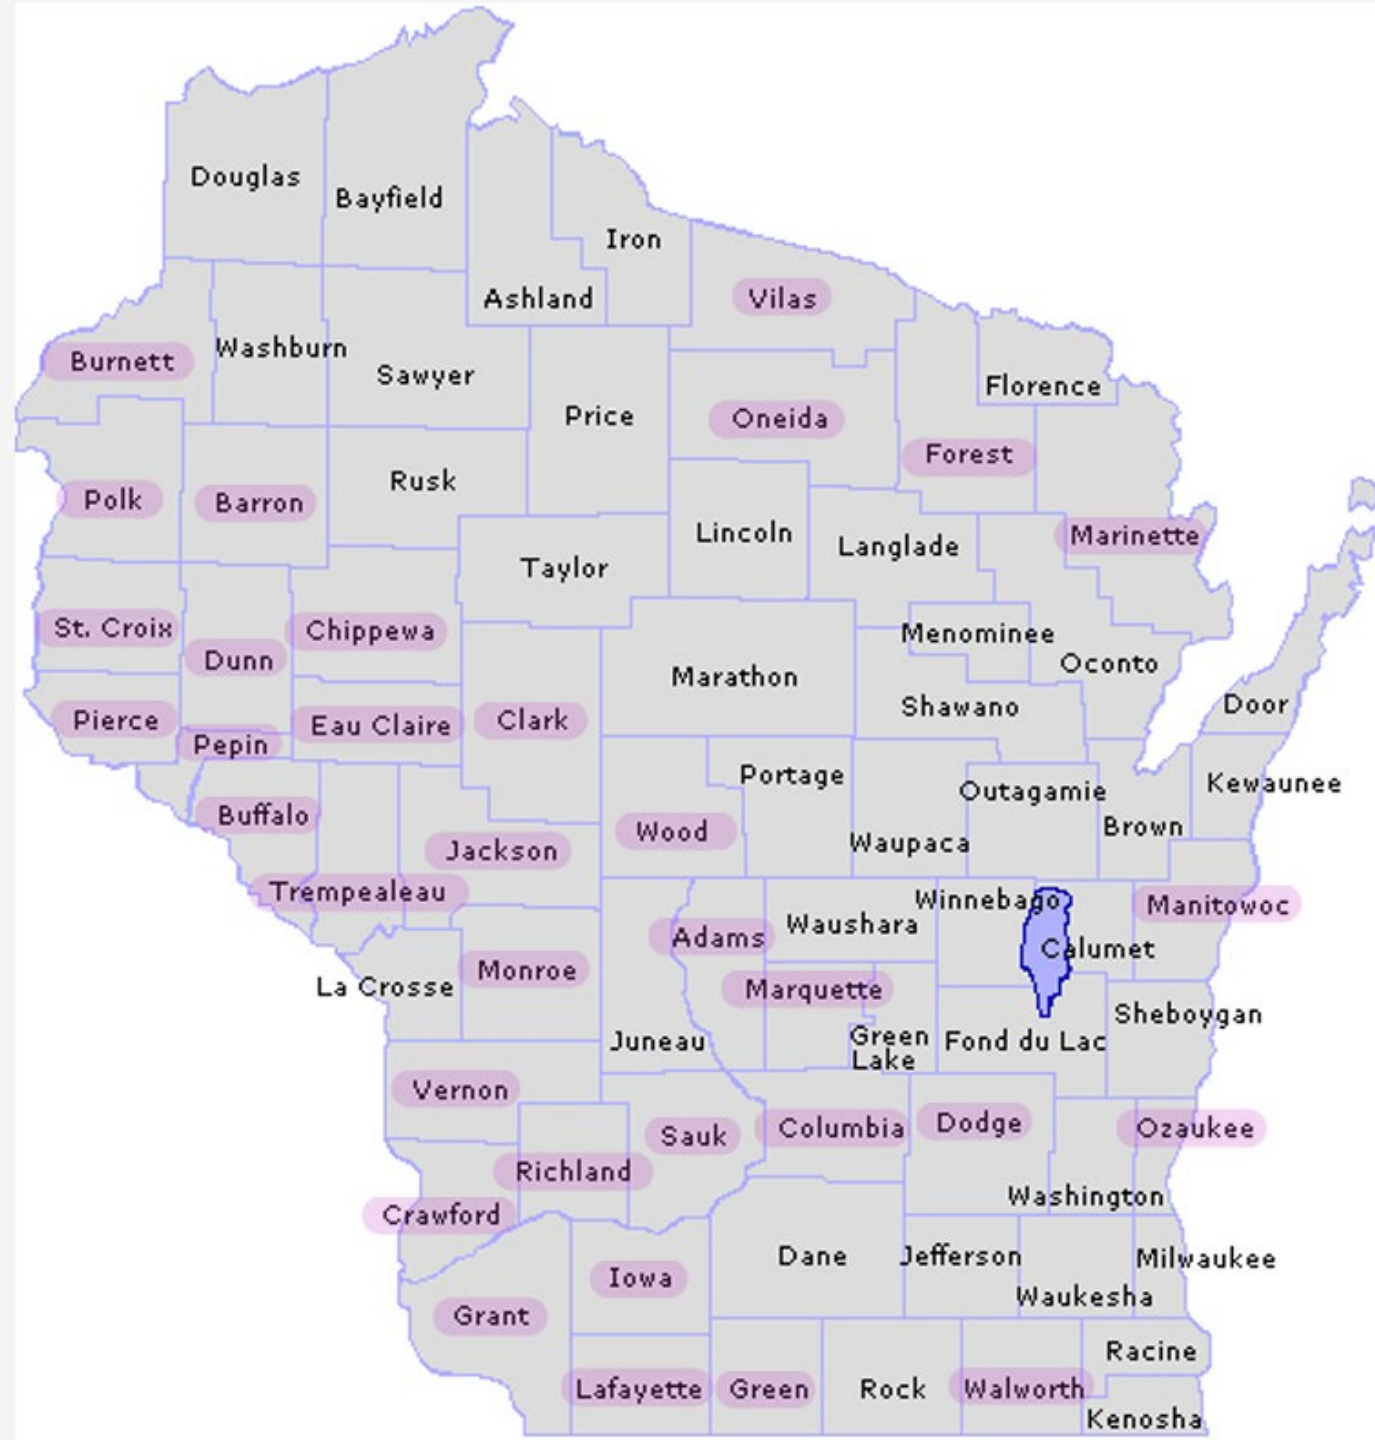 Douglas
Bayfield
Iron
Ashland
Vilas
Burnett
Washburn
Sawyer
Florence
Price
Oneida
Forest
Rusk
Polk
Barron
Lincoln
Marinette
Langlade
Taylor
St. Croix
Chippewa
Menominee
Dunn
Oconto
Marathon
Door
Shawano
Pierce
Eau Claire
Clark
Pepin
Portage
Kewaunee
Outagamie
Buffalo
Brown
Wood
Waupaca
Jackson
Trempealeau
Winnebago
Manitowoc
Waushara
Adams
Calumet
Monroe
La Crosse
Marquette
Sheboygan
Juneau
Green
Lake
Fond du Lac
Vernon
Dodge
Columbia
Ozaukee
Sauk
Richland
Washington
Crawford
Dane
Jefferson
Milwaukee
Iowa
Waukesha
Grant
Racine
Lafayette
Green
Rock
Walworth
Kenosha